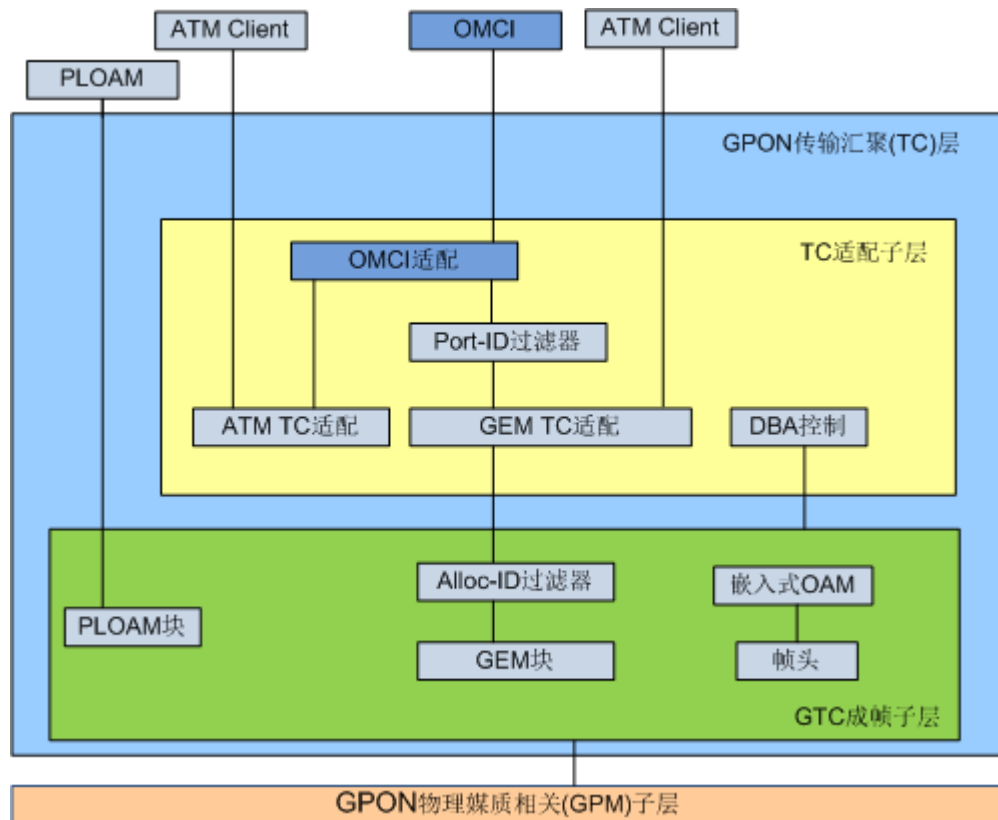 ATM Client
OMCI
ATM Client
PLOAM
GPON传输汇聚(TC)层
OMCI适配
TC适配子层
Port-ID过滤器
ATM TC适配
GEM TC适配
DBA控制
Alloc-ID过滤器
嵌入式OAM
PLOAM块
GEM块
帧头
GTC成帧子层
GPON物理媒质相关(GPM)子层